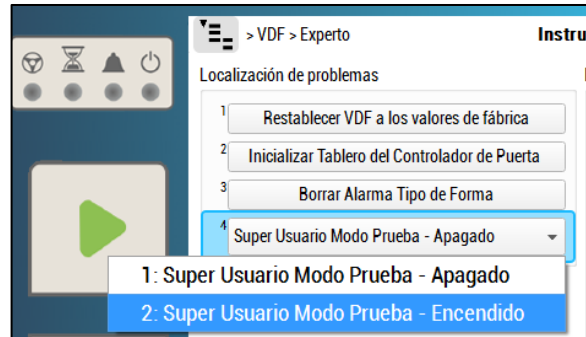 > VDF > Experto
Instru
Localización de problemas
1 Restablecer VDF a los valores de fábrica
2 Inicializar Tablero del Controlador de Puerta
3 Borrar Alarma Tipo de Forma
4 Super Usuario Modo Prueba - Apagado
1: Super Usuario Modo Prueba - Apagado
2: Super Usuario Modo Prueba - Encendido